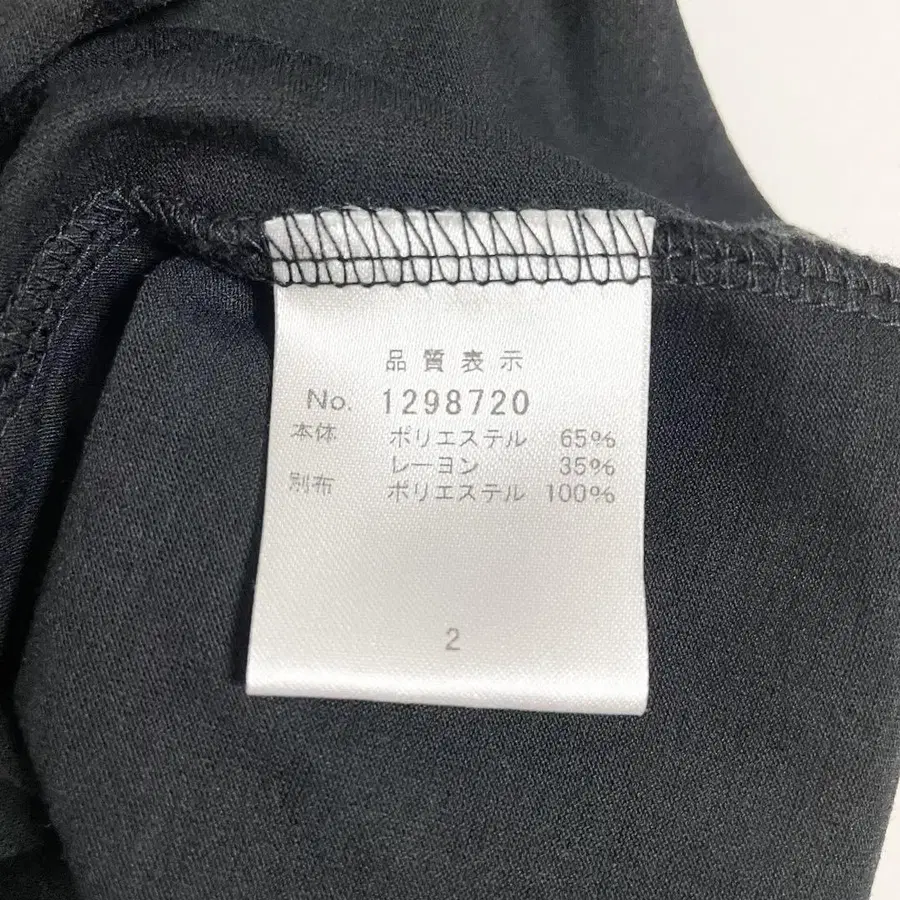 品質表示
No. 1298720
本体 ポリエステル 65%
レーヨン 35%
別布 ポリエステル 100%
2